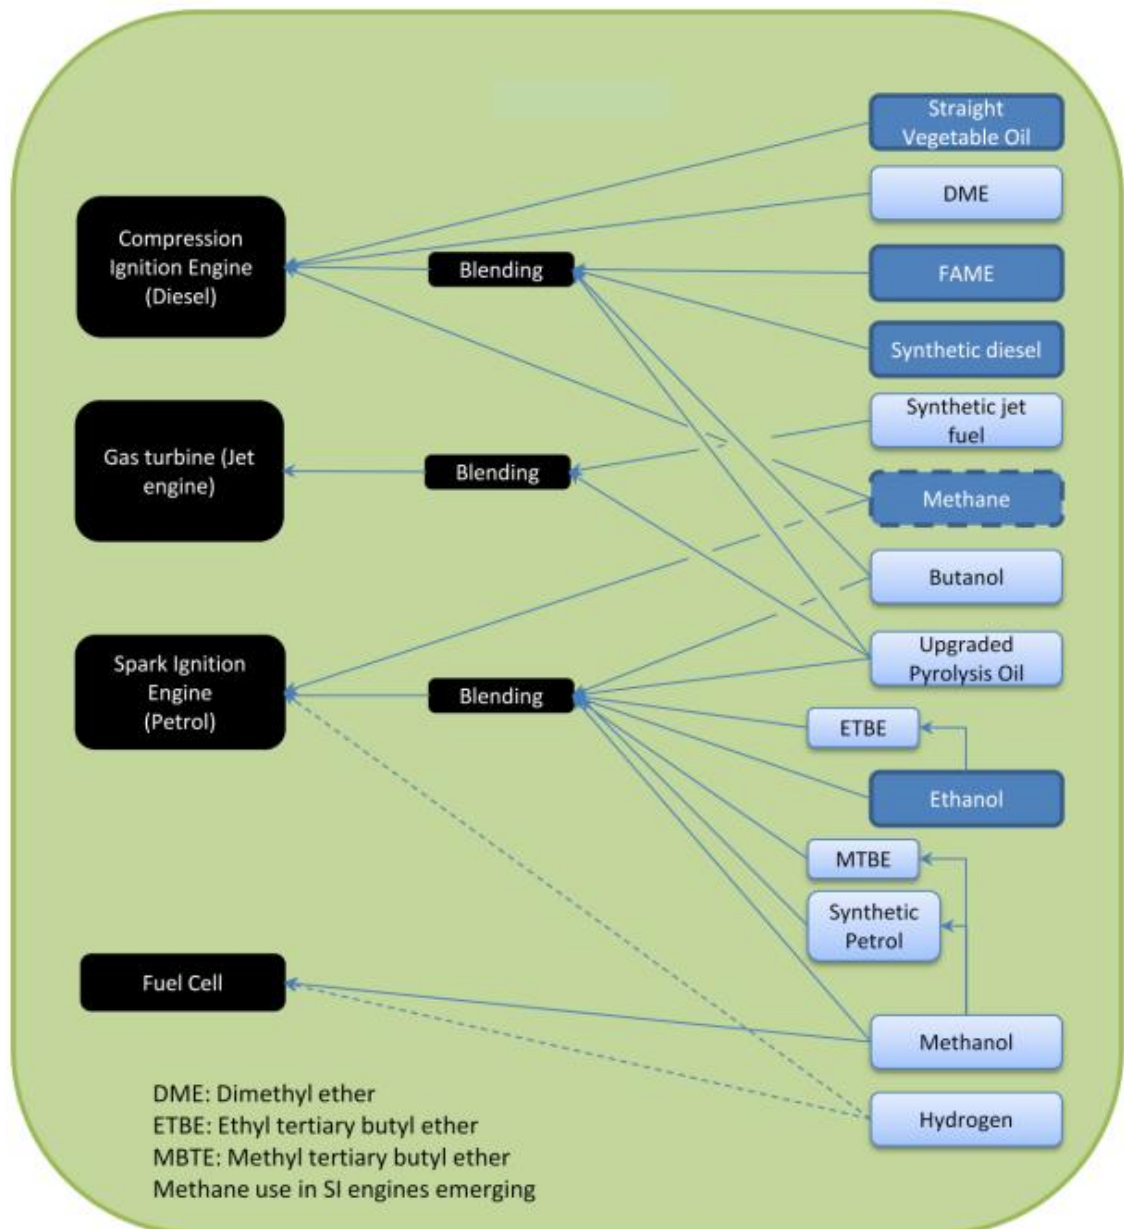 Straight
Vegetable Oil
DME
Compression
Ignition Engine
(Diesel)
Blending
FAME
Synthetic diesel
Synthetic jet
fuel
Gas turbine (Jet
engine)
Blending
Methane
Butanol
Upgraded
Pyrolysis Oil
Spark Ignition
Engine
(Petrol)
Blending
ETBE
Ethanol
MTBE
Synthetic
Petrol
Fuel Cell
Methanol
Hydrogen
DME: Dimethyl ether
ETBE: Ethyl tertiary butyl ether
MBTE: Methyl tertiary butyl ether
Methane use in SI engines emerging